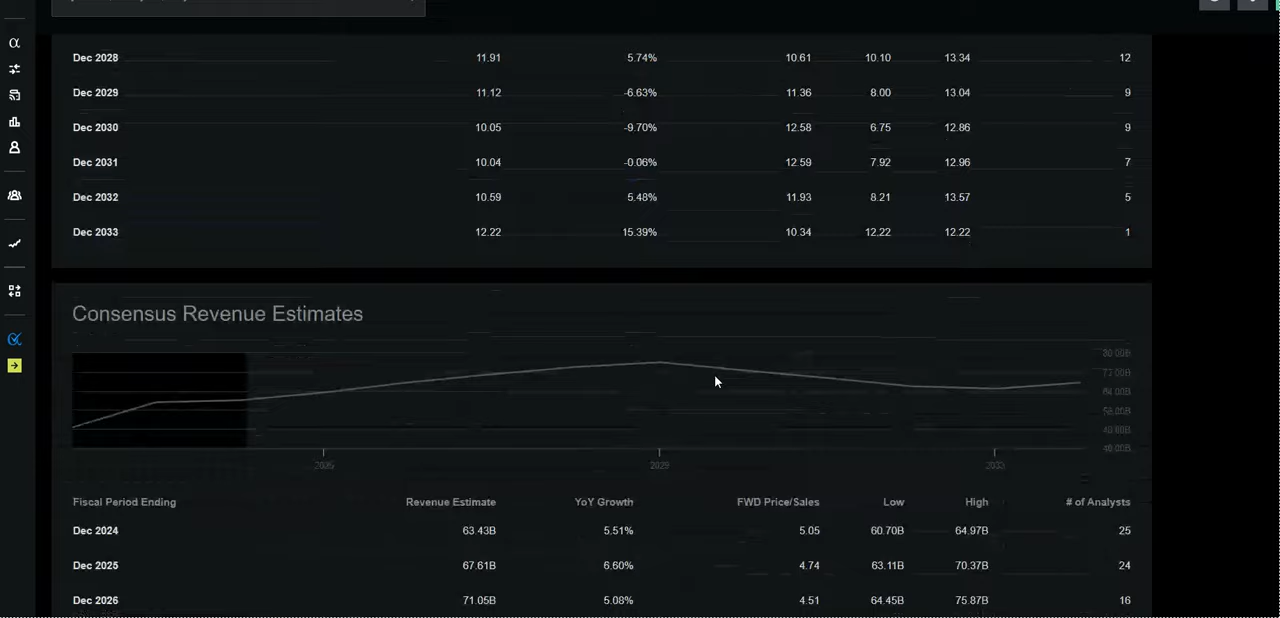 Dec 2028 11.91 5.74% 10.61 10.10 13.34 12
Dec 2029 11.12 -6.63% 11.36 8.00 13.04 9
Dec 2030 10.05 -9.70% 12.58 6.75 12.86 9
Dec 2031 10.04 -0.06% 12.59 7.92 12.96 7
Dec 2032 10.59 5.48% 11.93 8.21 13.57 5
Dec 2033 12.22 15.39% 10.34 12.22 12.22 1
Consensus Revenue Estimates
2029 2033
Fiscal Period Ending Revenue Estimate YoY Growth FWD Price/Sales Low High # of Analysts
Dec 2024 63.43B 5.51% 5.05 60.70B 64.97B 25
Dec 2025 67.61B 6.60% 4.74 63.11B 70.37B 24
Dec 2026 71.05B 5.08% 4.51 64.45B 75.87B 16